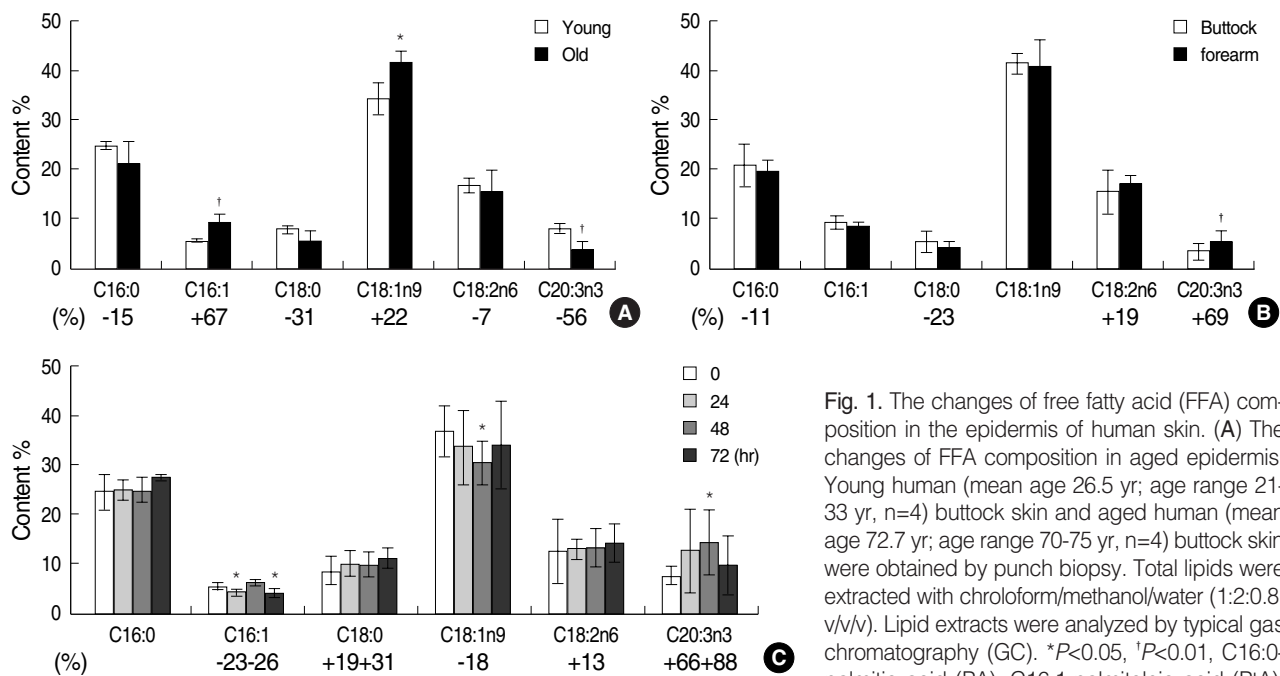 50
40
30
20
10
0
Content %
Young
Old
*
†
†
C16:0 C16:1 C18:0 C18:1n9 C18:2n6 C20:3n3
(%) -15 +67 -31 +22 -7 -56
A
50
40
30
20
10
0
Content %
Buttock
forearm
†
C16:0 C16:1 C18:0 C18:1n9 C18:2n6 C20:3n3
(%) -11 -23 +19 +69
B
50
40
30
20
10
0
Content %
0
24
48
72 (hr)
* * * *
C16:0 C16:1 C18:0 C18:1n9 C18:2n6 C20:3n3
(%) -23-26 +19+31 -18 +13 +66+88
C
Fig. 1. The changes of free fatty acid (FFA) com-
position in the epidermis of human skin. (A) The
changes of FFA composition in aged epidermis.
Young human (mean age 26.5 yr; age range 21-
33 yr, n=4) buttock skin and aged human (mean
age 72.7 yr; age range 70-75 yr, n=4) buttock skin
were obtained by punch biopsy. Total lipids were
extracted with chroloform/methanol/water (1:2:0.8,
v/v/v). Lipid extracts were analyzed by typical gas
chromatography (GC). *P<0.05, †P<0.01, C16:0-